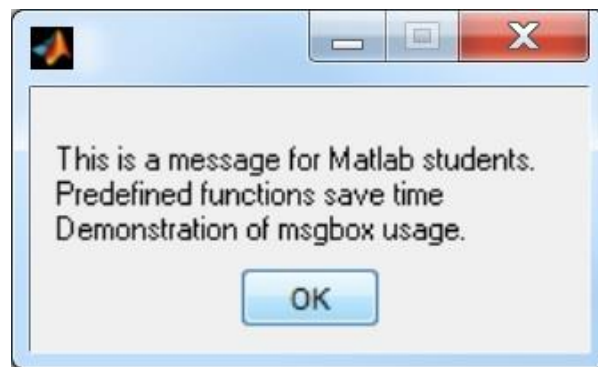 This is a message for Matlab students.
Predefined functions save time
Demonstration of msgbox usage.
OK